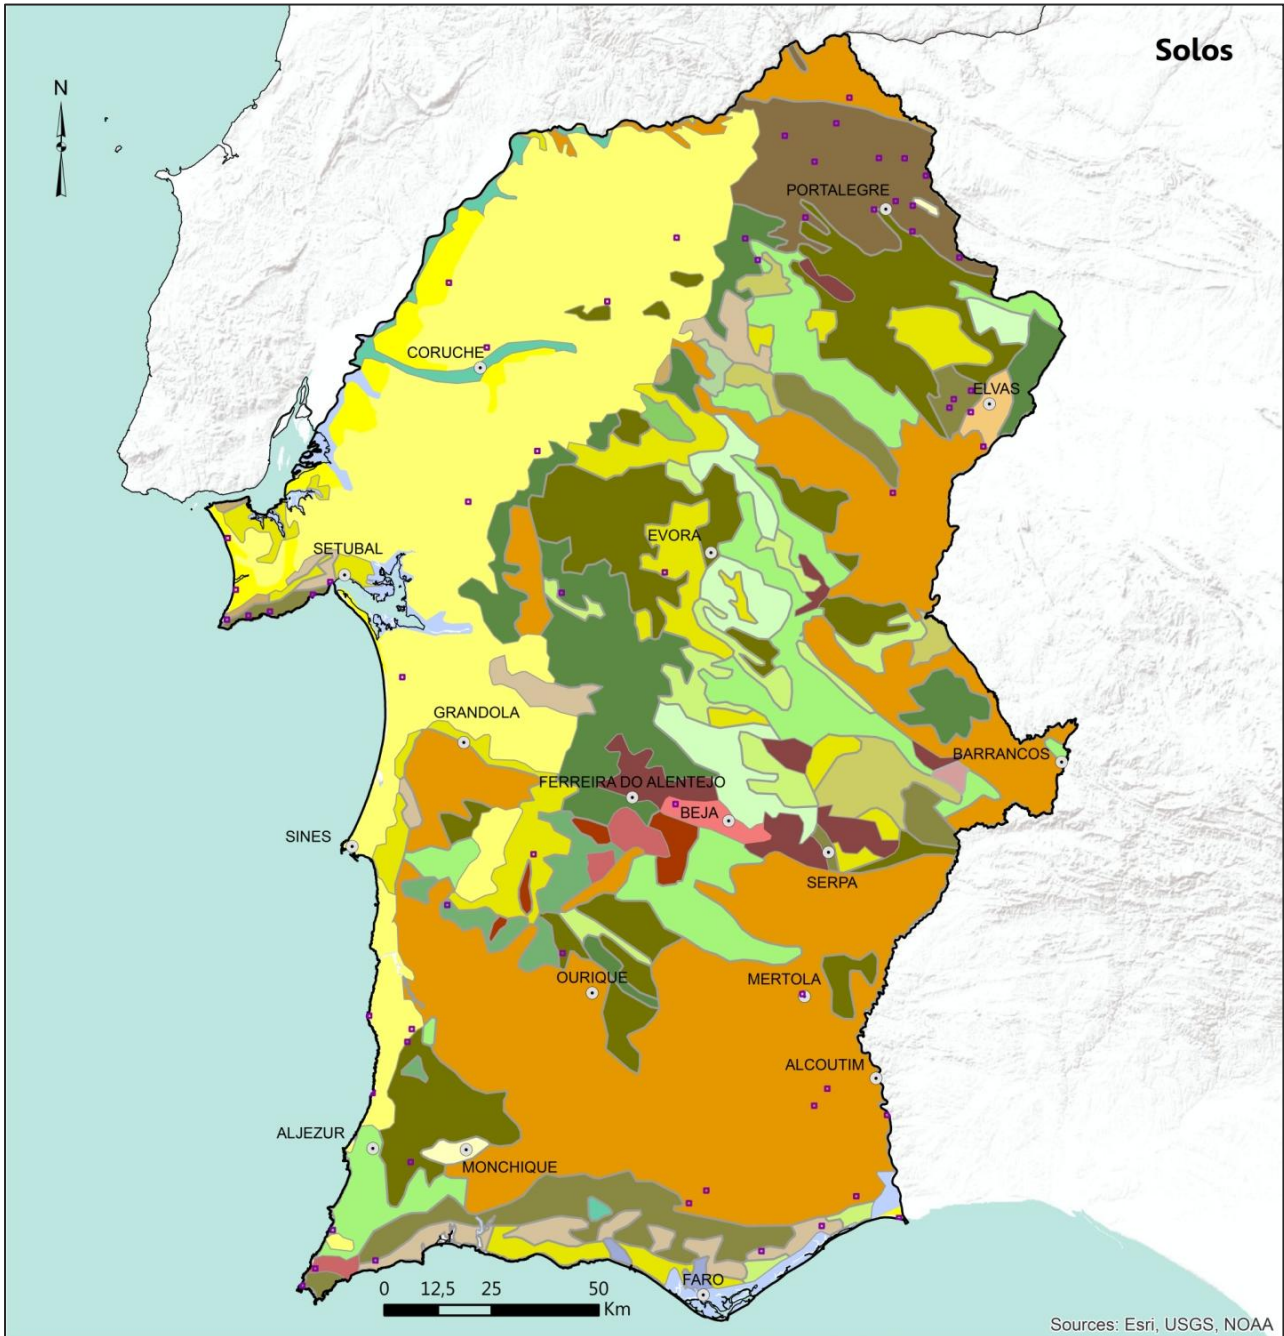 Solos
N
PORTALEGRE
CORUCHE
ELVAS
EVORA
SETUBAL
GRANDOLA
BARRANCOS
FERREIRA DO ALENTEJO
BEJA
SINES
SERPA
OURIQUE
MERTOLA
ALCOUTIM
ALJEZUR
MONCHIQUE
FARO
0 12,5 25 50
Km
Sources: Esri, USGS, NOAA